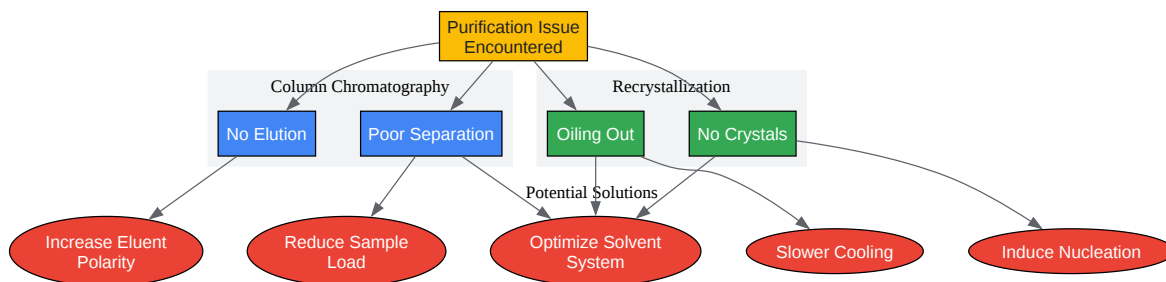 Purification Issue
Encountered
Column Chromatography
Recrystallization
No Elution
Poor Separation
Oiling Out
No Crystals
Potential Solutions
Increase Eluent
Polarity
Reduce Sample
Load
Optimize Solvent
System
Slower Cooling
Induce Nucleation